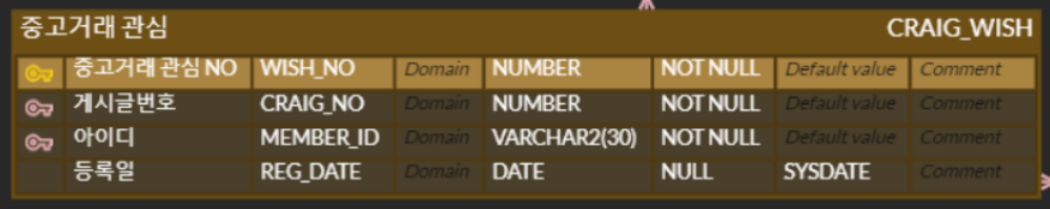 중고거래 관심 CRAIG_WISH
중고거래 관심 NO WISH_NO Domain NUMBER NOT NULL Default value Comment
게시글번호 CRAIG_NO Domain NUMBER NOT NULL Default value Comment
아이디 MEMBER_ID Domain VARCHAR2(30) NOT NULL Default value Comment
등록일 REG_DATE Domain DATE NULL SYSDATE Comment